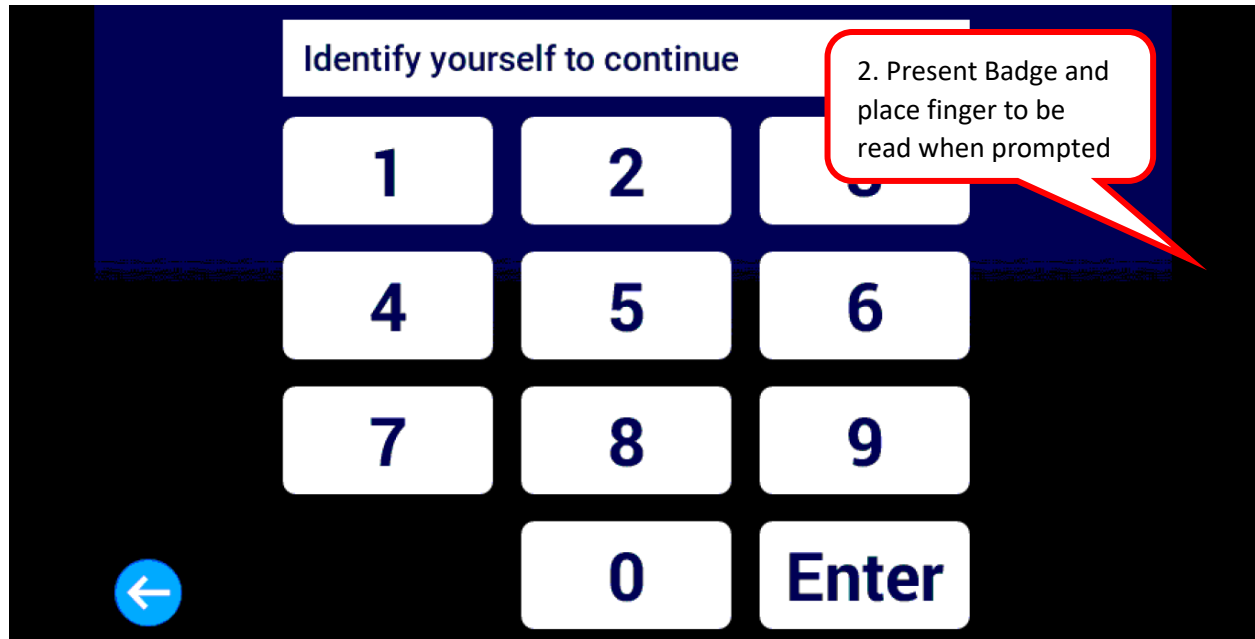 Identify yourself to continue
2. Present Badge and
place finger to be
read when prompted
1 2
4 5 6
7 8 9
0 Enter